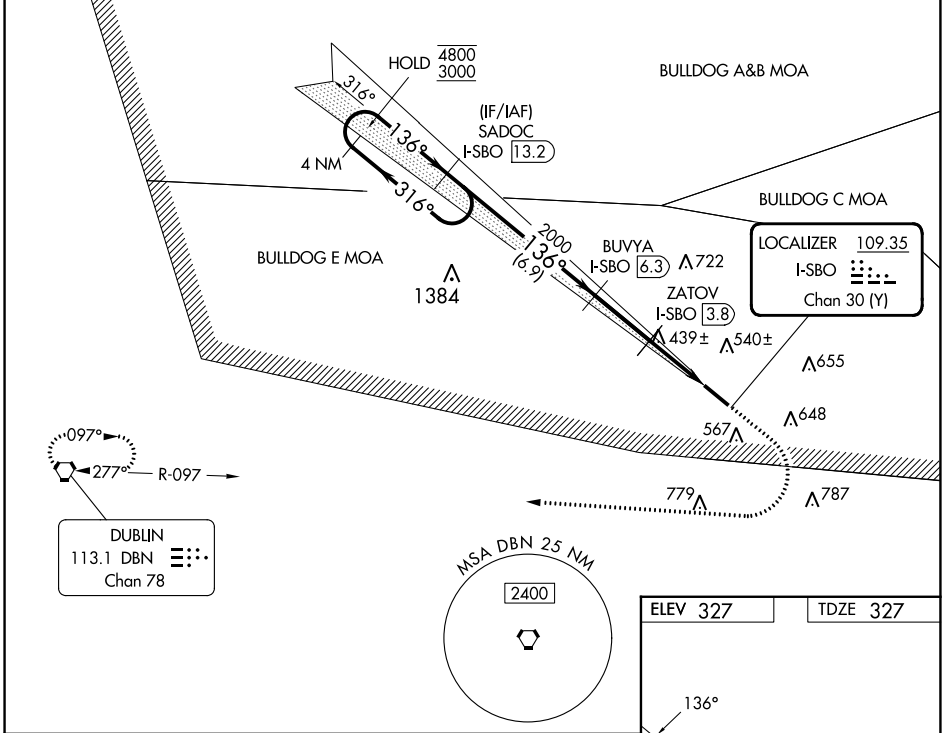 HOLD 4800
3000
BULLDOG A&B MOA
316°
(IF/IAF)
SADOC
I-SBO 13.2
136°
4 NM
316°
BULLDOG C MOA
2000
136°
(6.9)
BUVYA
I-SBO 6.3
722
LOCALIZER 109.35
I-SBO
Chan 30 (Y)
BULLDOG E MOA
1384
ZATOV
I-SBO 3.8
439±
540±
655
648
567
097°
277°
R-097
779
787
DUBLIN
113.1 DBN
Chan 78
MSA DBN 25 NM
2400
ELEV 327
TDZE 327
136°